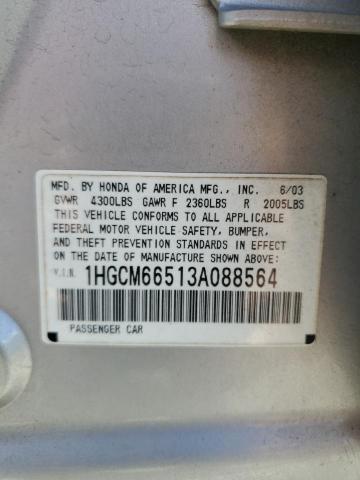 MFD. BY HONDA OF AMERICA MFG., INC. 6/03
GVWR 4300LBS GAWR F 2360LBS R 2005LBS
THIS VEHICLE CONFORMS TO ALL APPLICABLE
FEDERAL MOTOR VEHICLE SAFETY, BUMPER,
AND THEFT PREVENTION STANDARDS IN EFFECT
ON THE DATE OF MANUFACTURE SHOWN ABOVE.
V.I.N. 1HGCM66513A088564
PASSENGER CAR